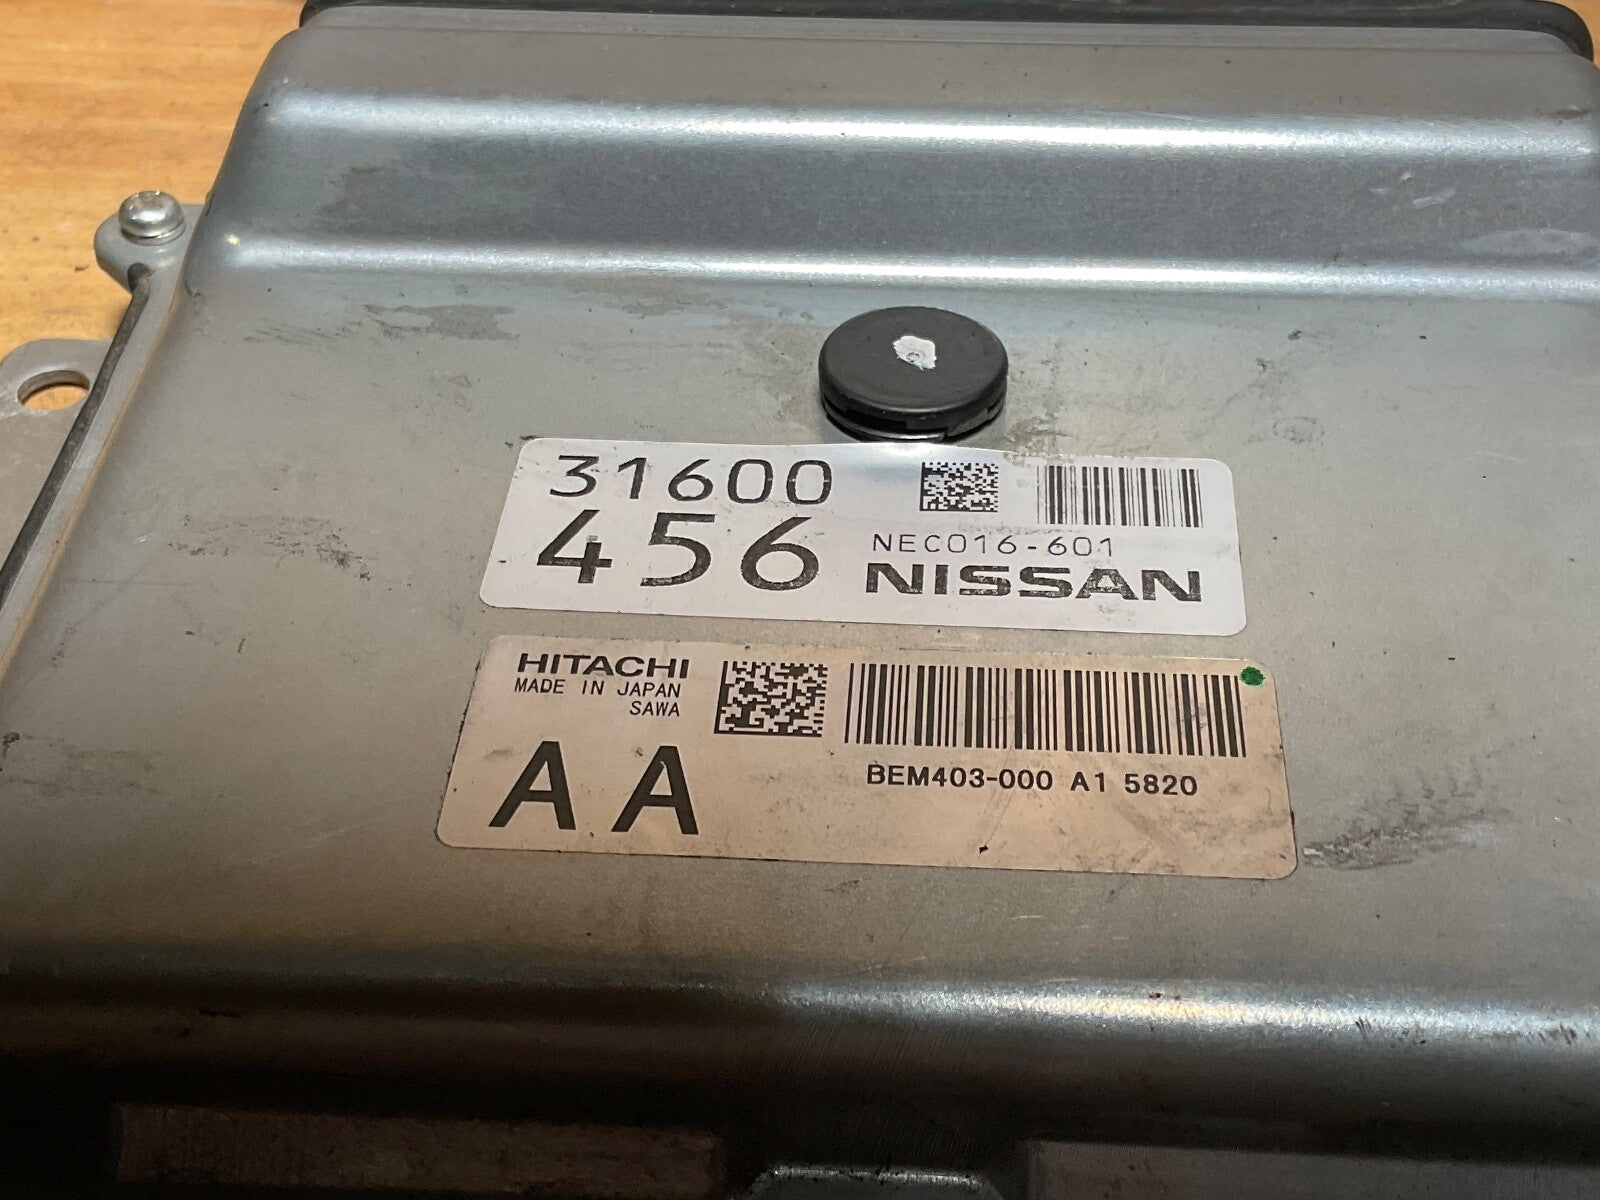 31600
456
NEC016-601
NISSAN
HITACHI
MADE IN JAPAN
SAWA
AA
BEM403-000 A1 5820